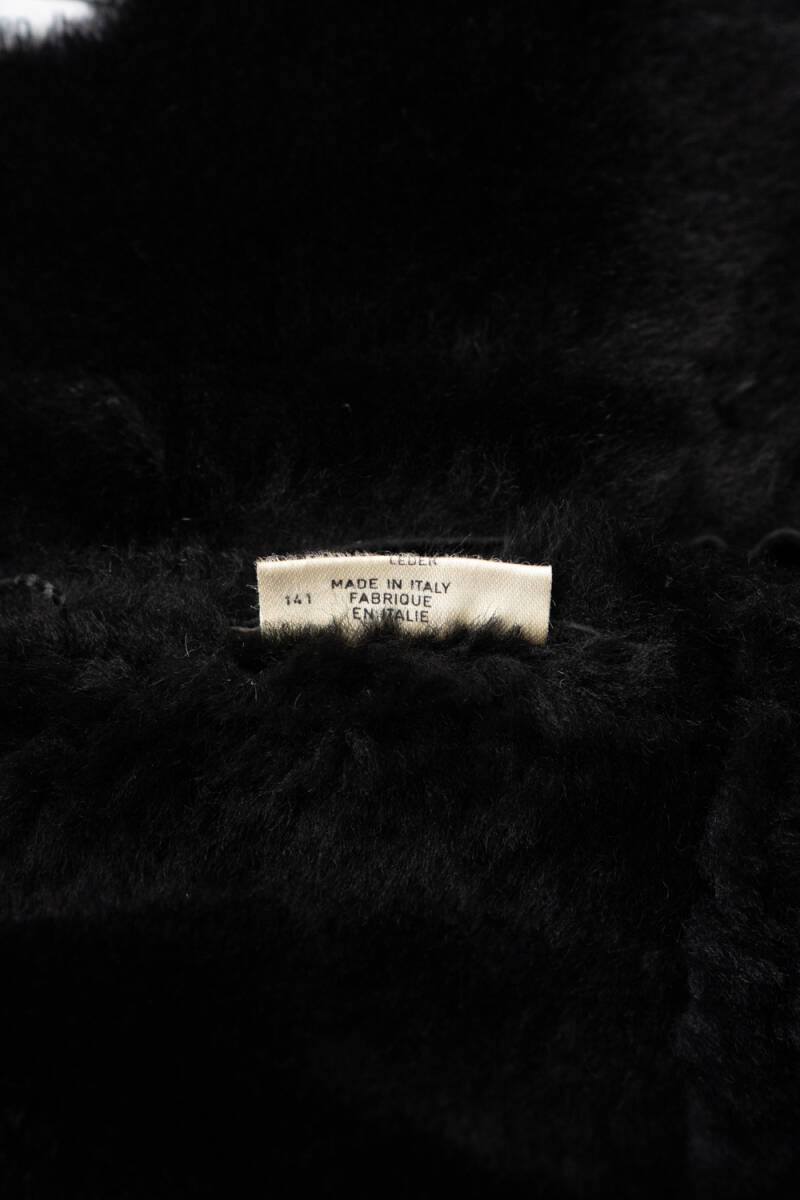 LEDER
MADE IN ITALY
141 FABRIQUE
EN ITALIE